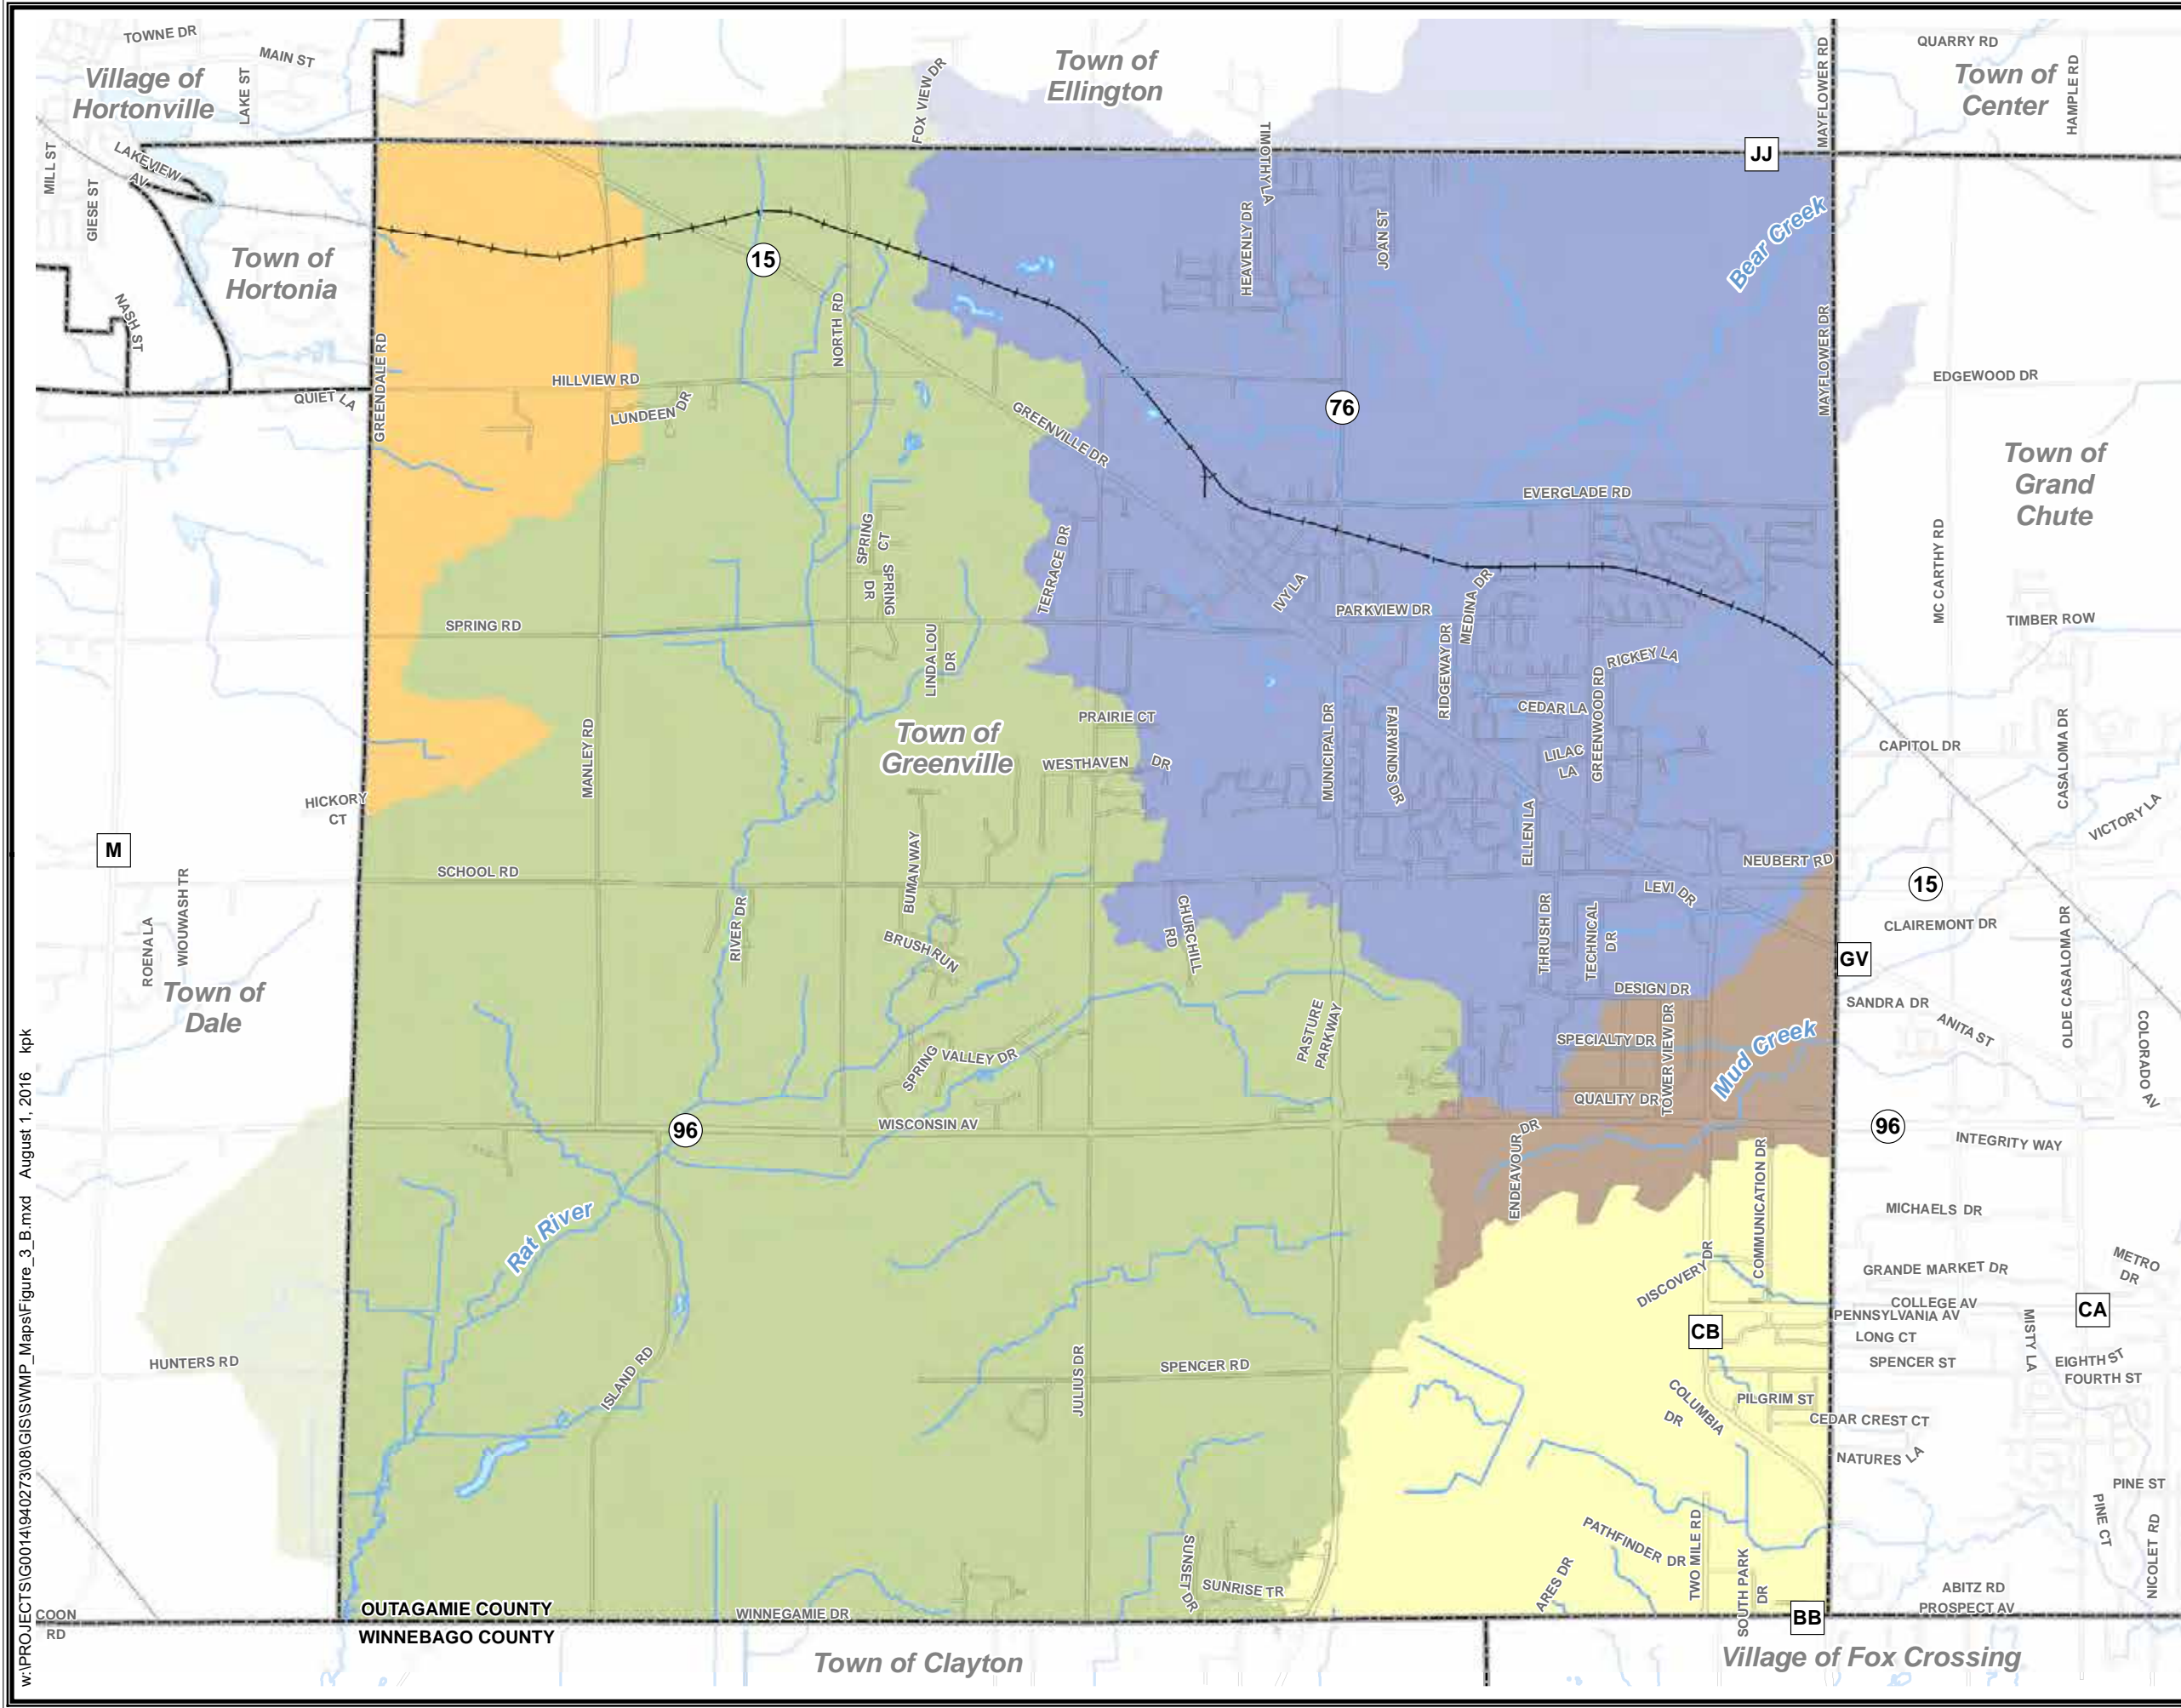 TOWNE DR
MAIN ST
Village of
Hortonville
LAKE ST
FOX VIEW DR
Town of
Ellington
MAYFLOWER RD
QUARRY RD
Town of
Center
HAMPLE RD
MILL ST
LAKEVIEW
AV
GIESE ST
TIMOTHY LA
JJ
Town of
Hortonia
NASH ST
15
HEAVENLY DR
JOAN ST
Bear Creek
NORTH RD
GREENDALE RD
MAYFLOWER DR
QUIET LA
HILLVIEW RD
LUNDEEN DR
GREENVILLE DR
76
EDGEWOOD DR
Town of
Grand
Chute
EVERGLADE RD
SPRING
CT
SPRING
DR
TERRACE DR
IVY LA
PARKVIEW DR
MEDINA DR
RIDGEWAY DR
MC CARTHY RD
TIMBER ROW
SPRING RD
LINDA LOU
DR
RICKEY LA
GREENWOOD RD
CEDAR LA
LILAC
LA
MANLEY RD
Town of
Greenville
PRAIRIE CT
WESTHAVEN DR
MUNICIPAL DR
FAIRWINDS DR
CAPITOL DR
CASALOMA DR
VICTORY LA
HICKORY
CT
M
ELLEN LA
NEUBERT RD
SCHOOL RD
BUMAN WAY
LEVI DR
15
WIOUWASH TR
ROENA LA
RIVER DR
BRUSH RUN
CHURCHILL
RD
THRUSH DR
TECHNICAL
DR
CLAIREMONT DR
OLDE CASALOMA DR
GV
Town of
Dale
DESIGN DR
SANDRA DR
ANITA ST
COLORADO AV
PASTURE
PARKWAY
SPECIALTY DR
TOWER VIEW DR
Mud Creek
SPRING VALLEY DR
QUALITY DR
96
WISCONSIN AV
ENDEAVOUR DR
96
INTEGRITY WAY
COMMUNICATION DR
Rat River
MICHAELS DR
DISCOVERY DR
GRANDE MARKET DR
METRO
DR
COLLEGE AV
PENNSYLVANIA AV
CA
CB
LONG CT
MISTY LA
HUNTERS RD
ISLAND RD
JULIUS DR
SPENCER RD
SPENCER ST
EIGHTH ST
FOURTH ST
COLUMBIA
DR
PILGRIM ST
CEDAR CREST CT
NATURES LA
PINE ST
PINE CT
NICOLET RD
PATHFINDER DR
TWO MILE RD
SUNSET DR
SUNRISE TR
ARES DR
SOUTH PARK
DR
ABITZ RD
PROSPECT AV
COON
RD
OUTAGAMIE COUNTY
WINNEBAGO COUNTY
WINNEGAMIE DR
BB
Town of Clayton
Village of Fox Crossing
w:\PROJECTS\G0014\940273\08\GIS\SWMP_Maps\Figure_3_B.mxd August 1, 2016 kpk